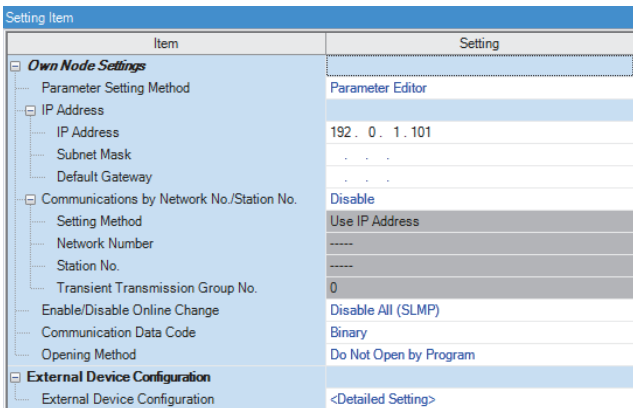 Setting Item
Item Setting
Own Node Settings
Parameter Setting Method Parameter Editor
IP Address
IP Address 192 . 0 . 1 . 101
Subnet Mask . . .
Default Gateway . . .
Communications by Network No./Station No. Disable
Setting Method Use IP Address
Network Number -----
Station No. -----
Transient Transmission Group No. 0
Enable/Disable Online Change Disable All (SLMP)
Communication Data Code Binary
Opening Method Do Not Open by Program
External Device Configuration
External Device Configuration <Detailed Setting>